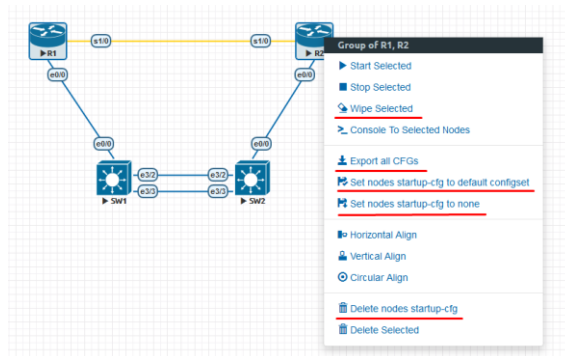 s1/0
s1/0
R1
R2
Group of R1, R2
Start Selected
Stop Selected
Wipe Selected
Console To Selected Nodes
Export all CFGs
Set nodes startup-cfg to default configset
Set nodes startup-cfg to none
Horizontal Align
Vertical Align
Circular Align
Delete nodes startup-cfg
Delete Selected
e0/0
e0/0
e0/0
e0/0
e3/2
e3/2
e3/3
e3/3
SW1
SW2